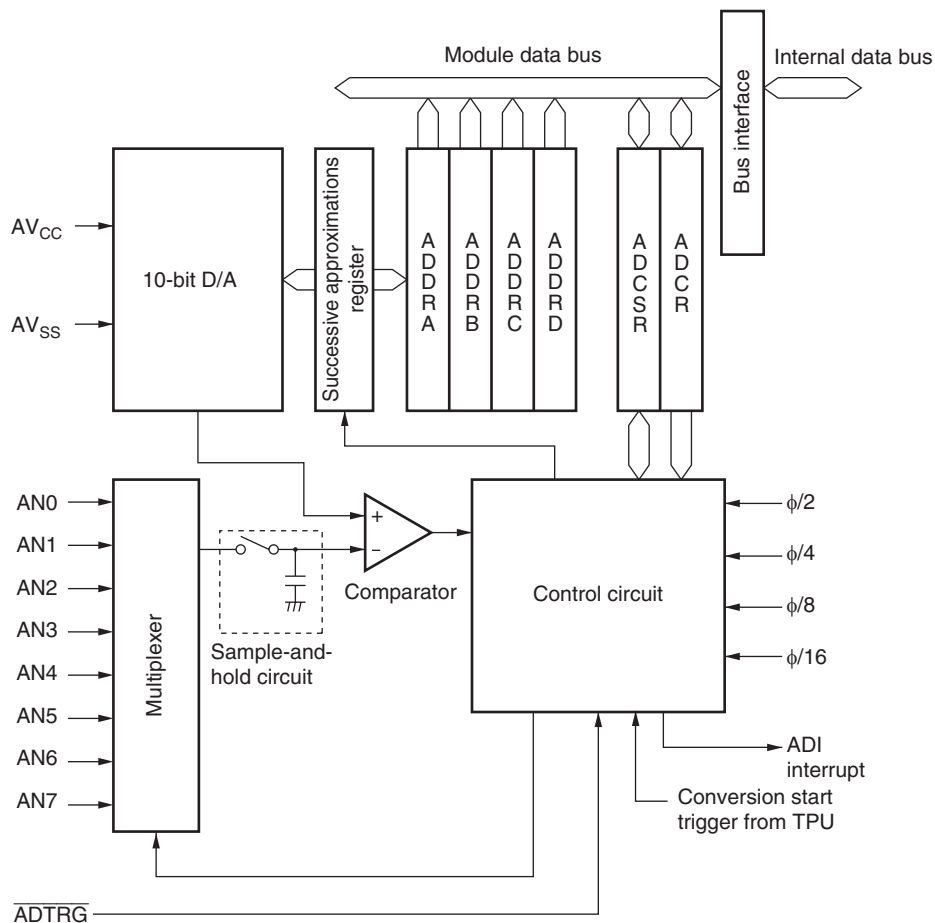 Module data bus
Internal data bus
Bus interface
AVCC
AVSS
10-bit D/A
Successive approximations
register
ADDRA
ADDRB
ADDRC
ADDRD
ADCSR
ADCR
AN0
AN1
AN2
AN3
AN4
AN5
AN6
AN7
Multiplexer
Sample-and-
hold circuit
+
−
Comparator
Control circuit
ϕ/2
ϕ/4
ϕ/8
ϕ/16
ADI
interrupt
Conversion start
trigger from TPU
ADTRG